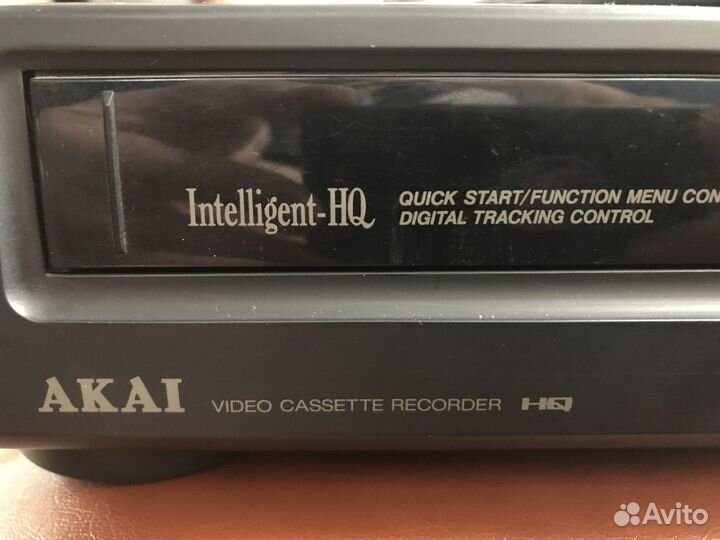 Intelligent-HQ
QUICK START/FUNCTION MENU CON
DIGITAL TRACKING CONTROL
AKAI VIDEO CASSETTE RECORDER HQ
Avito